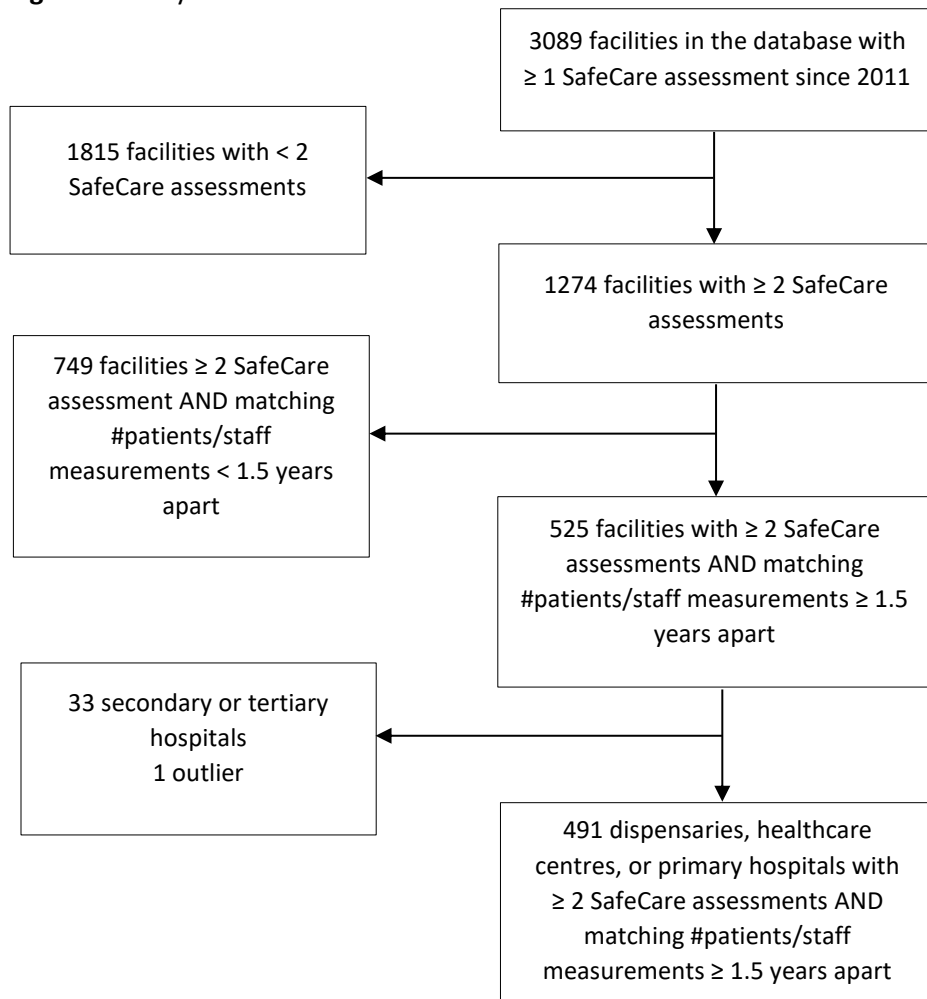 3089 facilities in the database with
≥ 1 SafeCare assessment since 2011
1815 facilities with < 2
SafeCare assessments
1274 facilities with ≥ 2 SafeCare
assessments
749 facilities ≥ 2 SafeCare
assessment AND matching
#patients/staff
measurements < 1.5 years
apart
525 facilities with ≥ 2 SafeCare
assessments AND matching
#patients/staff measurements ≥ 1.5
years apart
33 secondary or tertiary
hospitals
1 outlier
491 dispensaries, healthcare
centres, or primary hospitals with
≥ 2 SafeCare assessments AND
matching #patients/staff
measurements ≥ 1.5 years apart